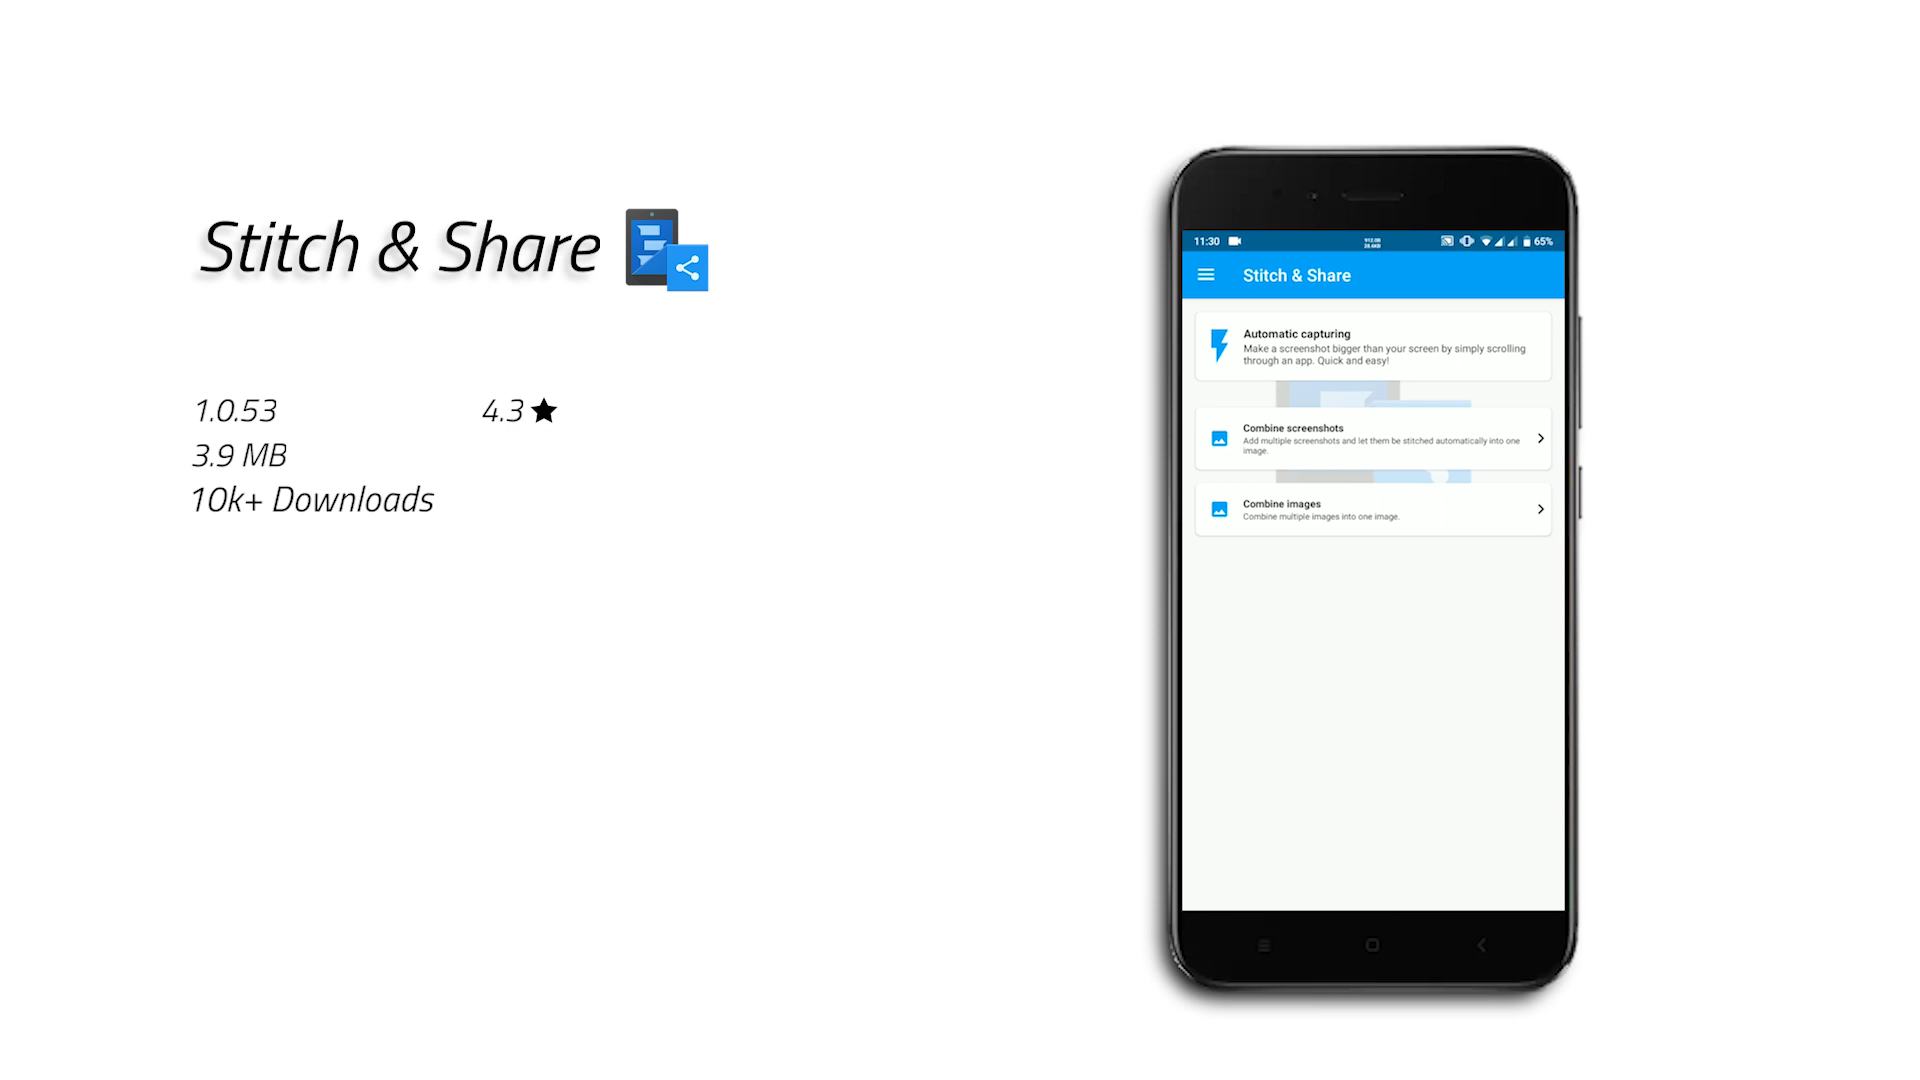 Stitch & Share
1.0.53
4.3★
3.9 MB
10k+ Downloads
11:30
65%
Stitch & Share
Automatic capturing
Make a screenshot bigger than your screen by simply scrolling
through an app. Quick and easy!
Combine screenshots
Add multiple screenshots and let them be stitched automatically into one
image.
Combine images
Combine multiple images into one image.